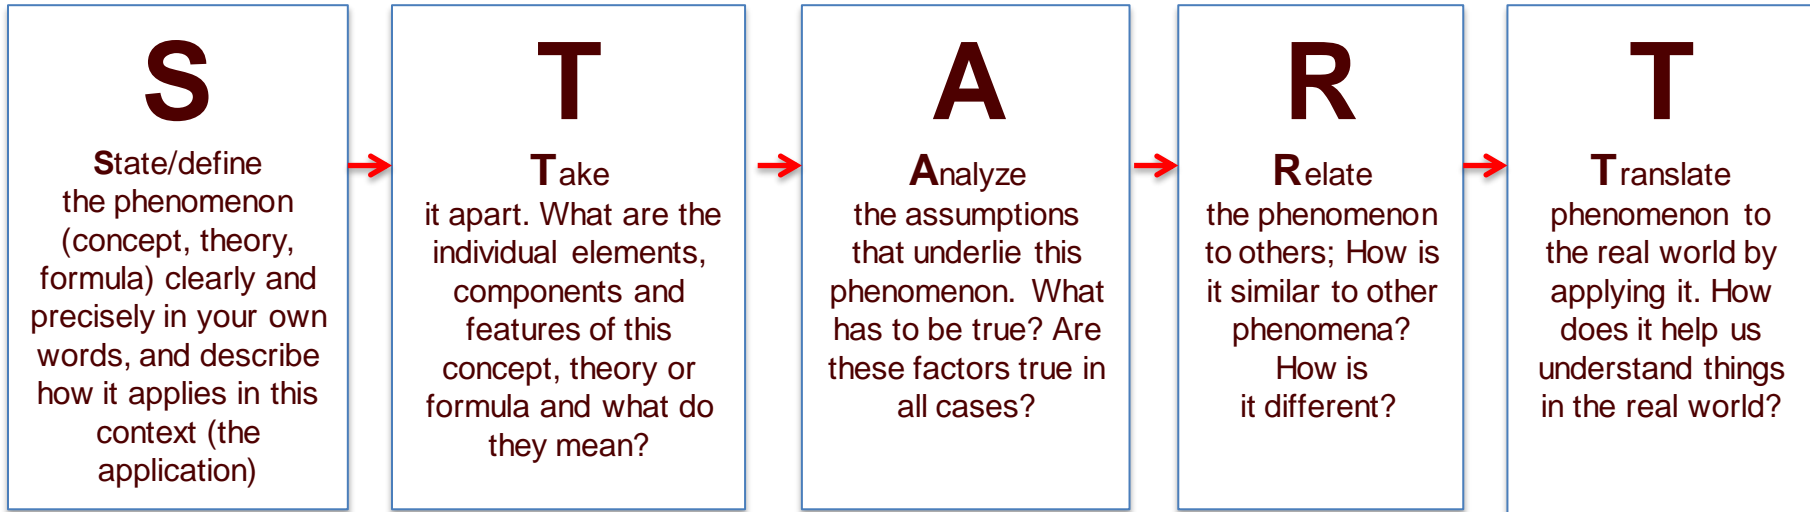 S
State/define
the phenomenon
(concept, theory,
formula) clearly and
precisely in your own
words, and describe
how it applies in this
context (the
application)
T
Take
it apart. What are the
individual elements,
components and
features of this
concept, theory or
formula and what do
they mean?
A
Analyze
the assumptions
that underlie this
phenomenon. What
has to be true? Are
these factors true in
all cases?
R
Relate
the phenomenon
to others; How is
it similar to other
phenomena?
How is
it different?
T
Translate
phenomenon to
the real world by
applying it. How
does it help us
understand things
in the real world?